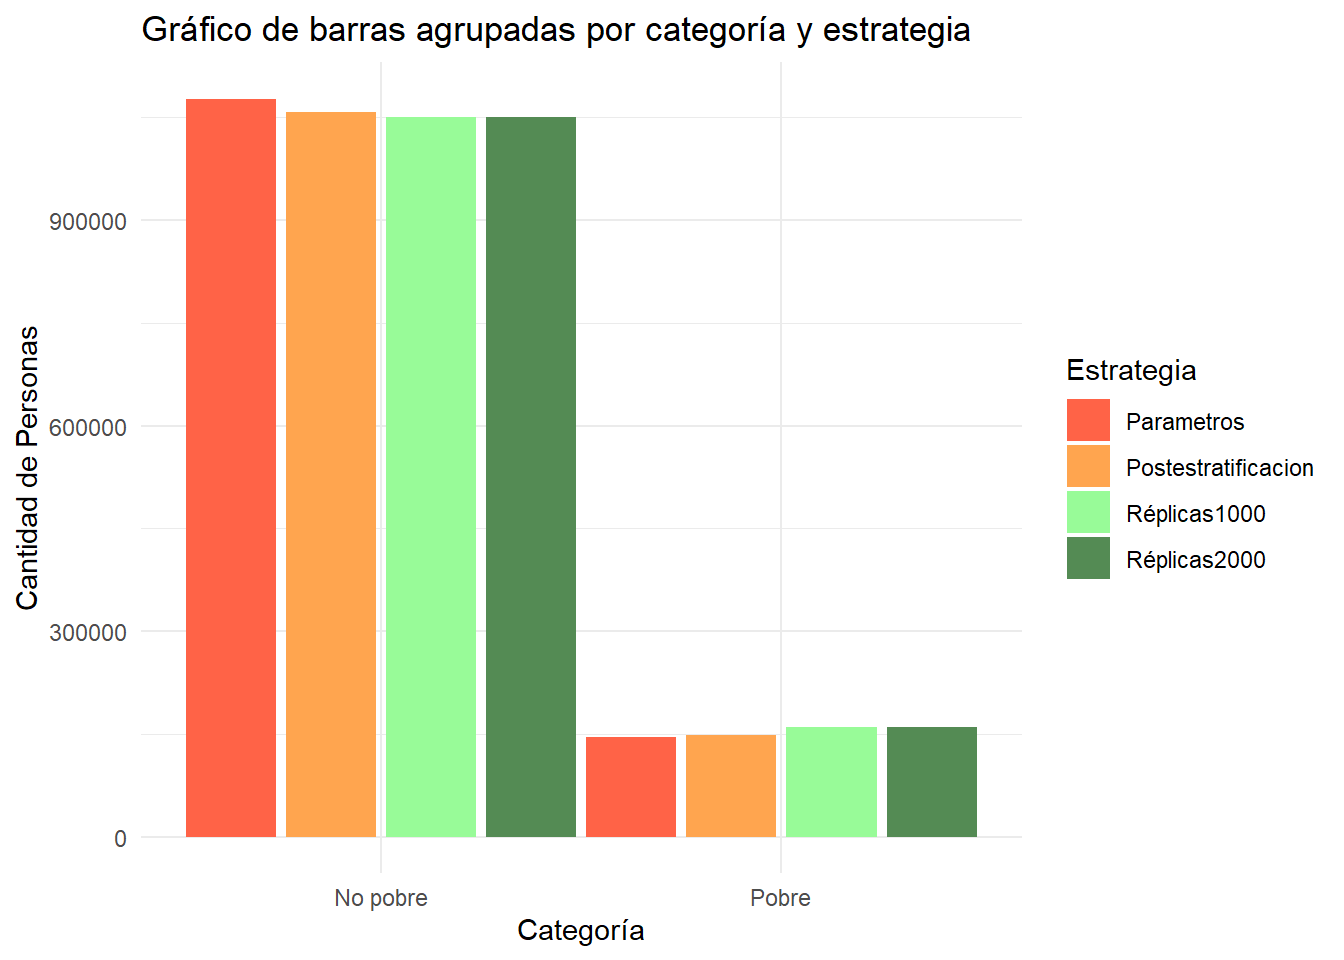 Gráfico de barras agrupadas por categoría y estrategia
Cantidad de Personas
900000
600000
300000
0
No pobre
Pobre
Categoría
Estrategia
Parametros
Postestratificacion
Réplicas1000
Réplicas2000